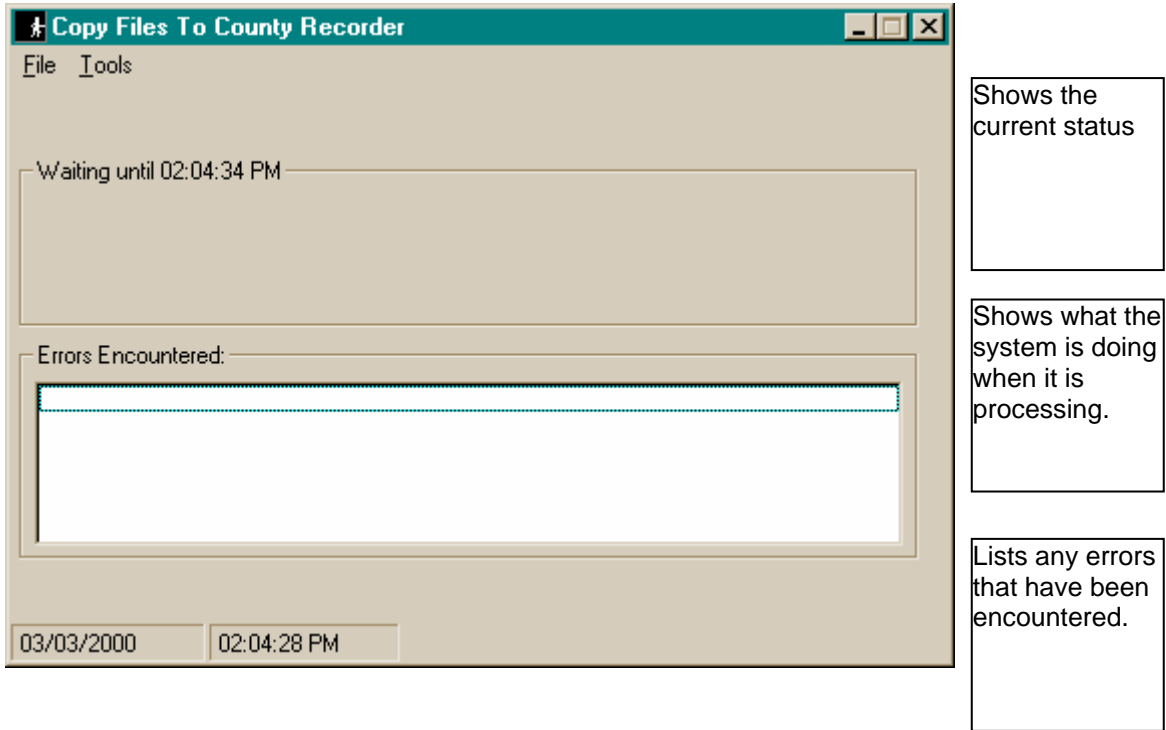 Copy Files To County Recorder
File Tools
Waiting until 02:04:34 PM
Errors Encountered:
03/03/2000 02:04:28 PM
Shows the
current status
Shows what the
system is doing
when it is
processing.
Lists any errors
that have been
encountered.